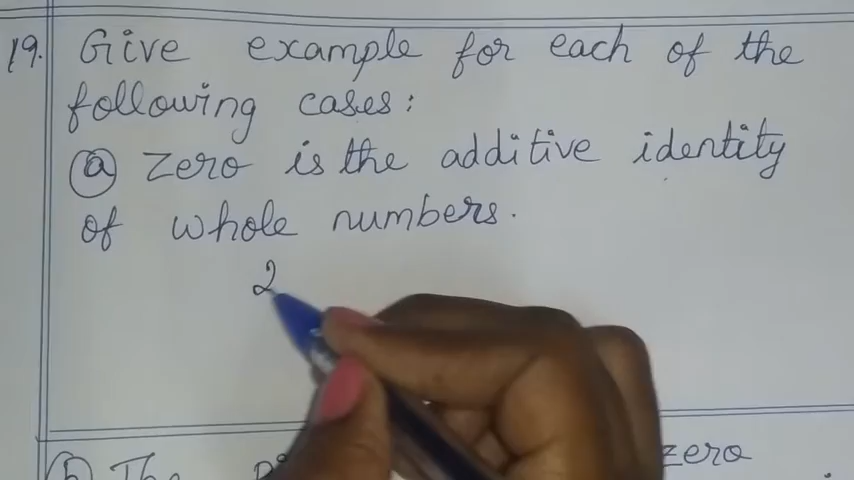 19. Give example for each of the
following cases:
(a) Zero is the additive identity
of whole numbers.
2
(b) The zero